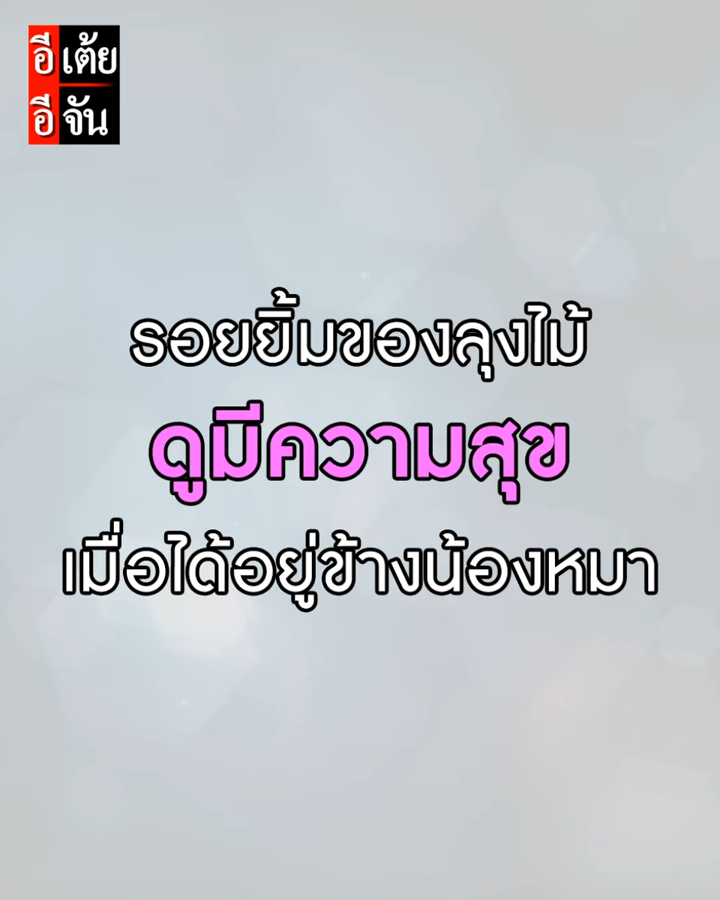 อีเต้ย
อีจัน
รอยยิ้มของลุงไม้
ดูมีความสุข
เมื่อได้อยู่ข้างน้องหมา